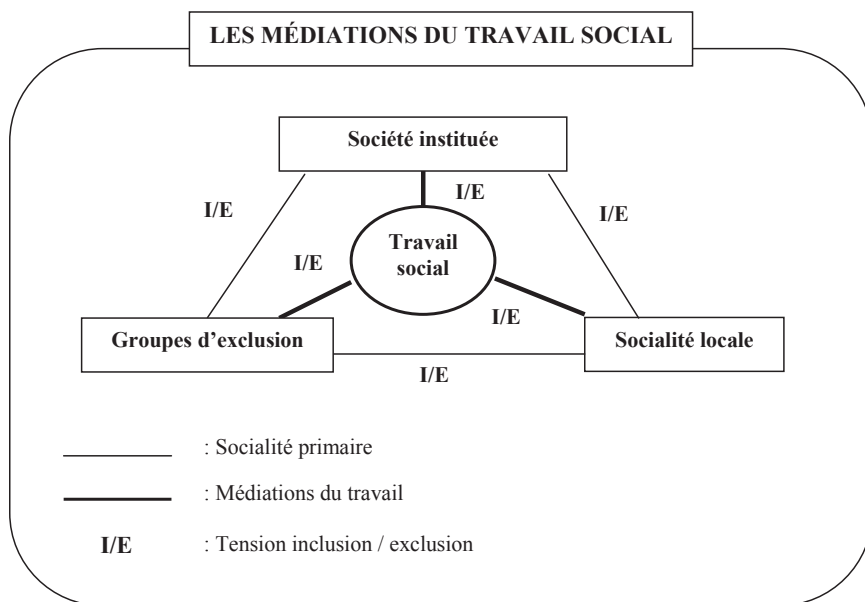 LES MÉDIATIONS DU TRAVAIL SOCIAL
Société instituée
I/E
I/E
I/E
Travail
social
I/E
I/E
Groupes d’exclusion
Socialité locale
I/E
: Socialité primaire
: Médiations du travail
I/E : Tension inclusion / exclusion